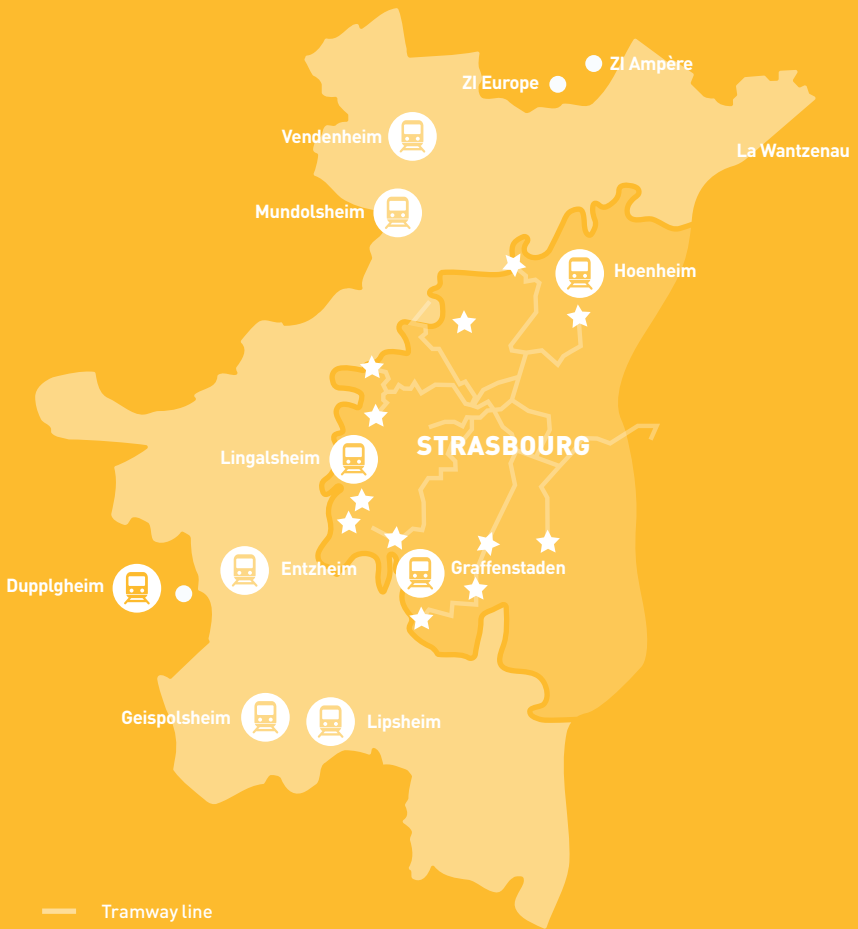 ZI Ampère
ZI Europe
Vendenheim
La Wantzenau
Mundolsheim
Hoenheim
STRASBOURG
Lingalsheim
Entzheim
Graffenstaden
Dupplgheim
Geispolsheim
Lipsheim
Tramway line